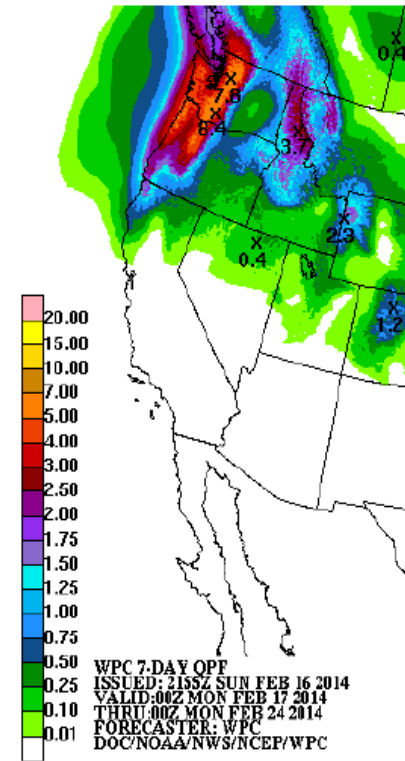 X
0.4
X
7.8
X
8.4
X
3.7
X
2.3
X
0.4
X
1.2
20.00
15.00
10.00
7.00
5.00
4.00
3.00
2.50
2.00
1.75
1.50
1.25
1.00
0.75
0.50
0.25
0.10
0.01
WPC 7-DAY QPF
ISSUED: 2155Z SUN FEB 16 2014
VALID:00Z MON FEB 17 2014
THRU:00Z MON FEB 24 2014
FORECASTER: WPC
DOC/NOAA/NWS/NCEP/WPC